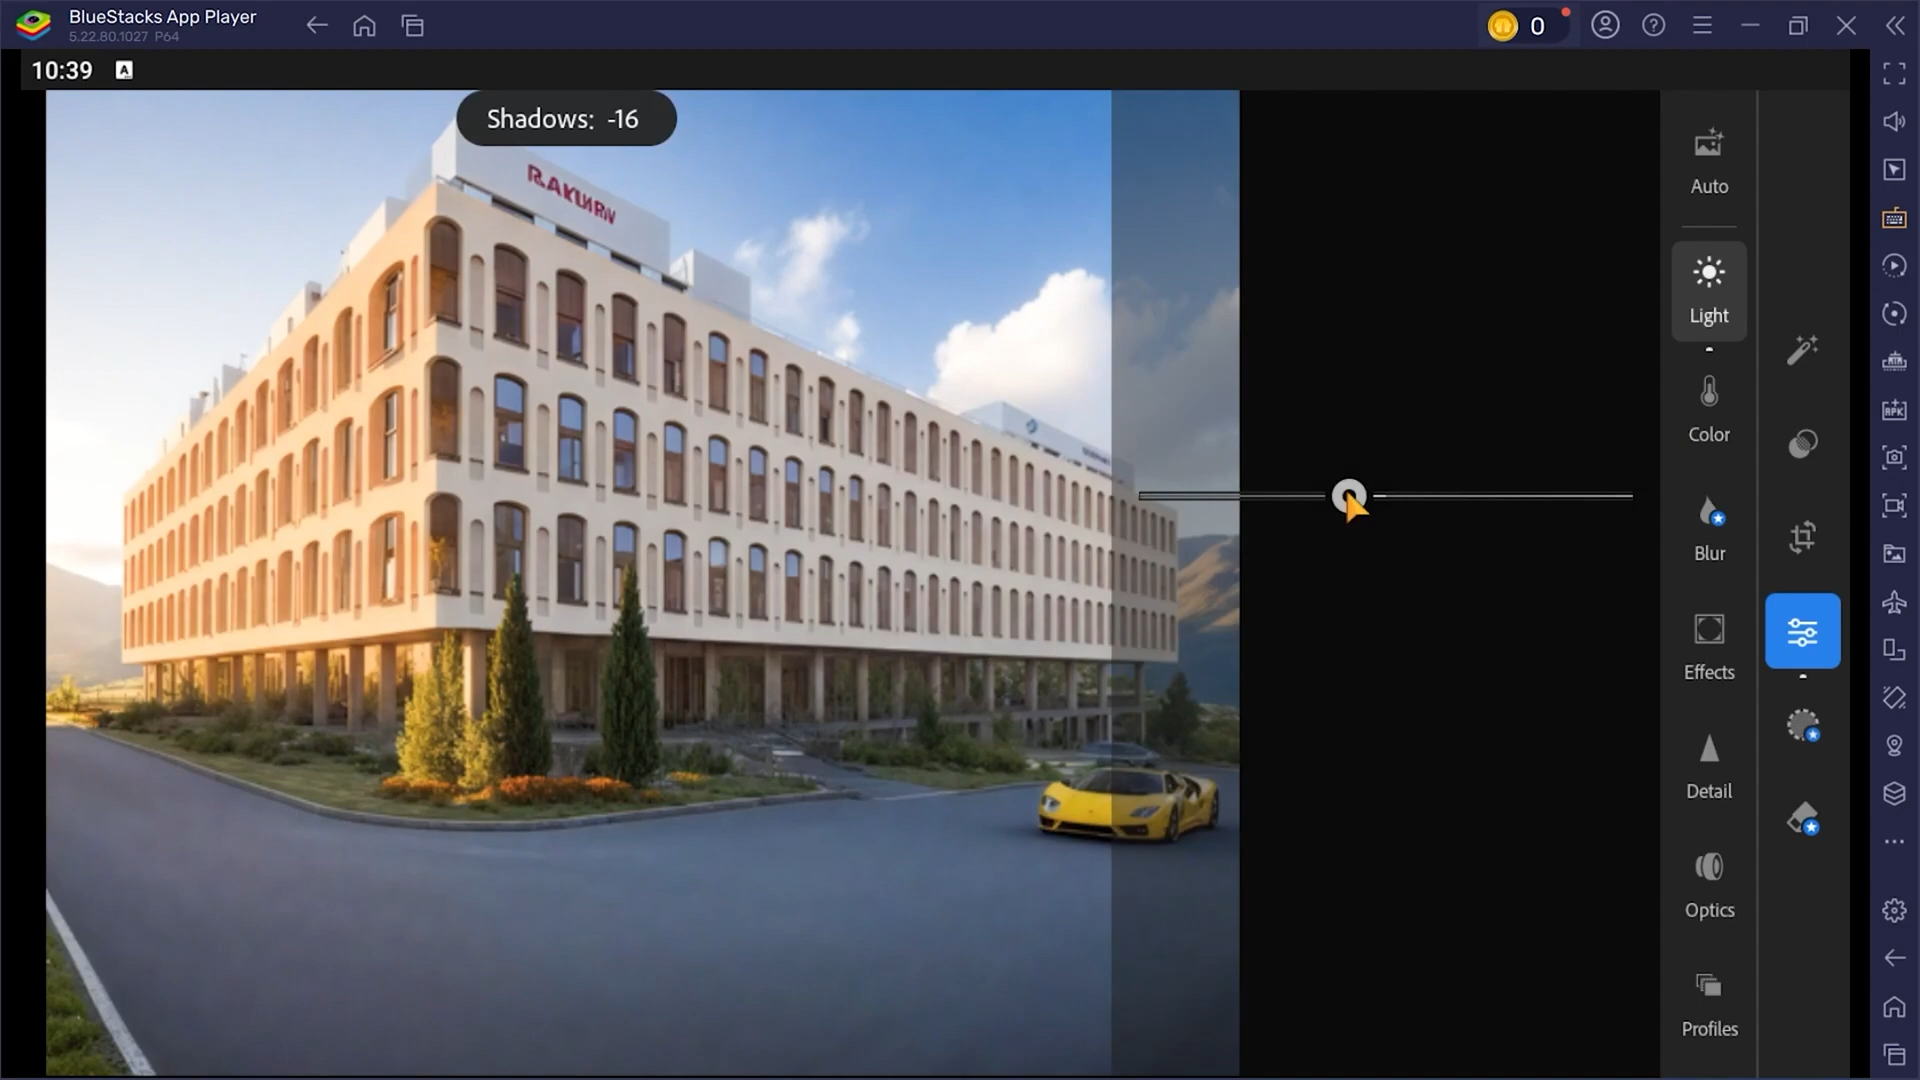 BlueStacks App Player
5.22.80.1027 P64
0
10:39
A
Shadows: -16
Auto
Light
Color
Blur
Effects
Detail
Optics
Profiles